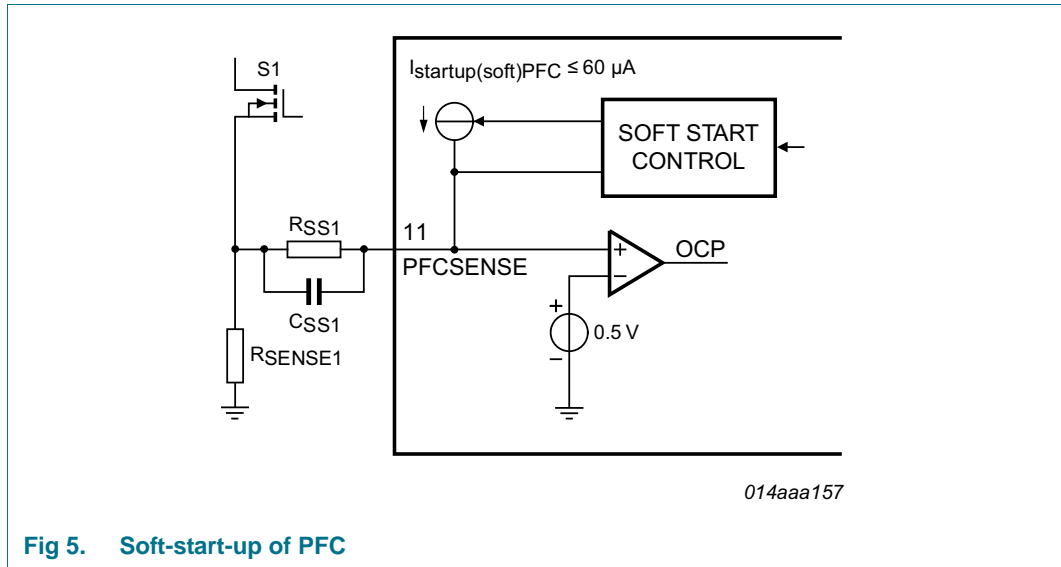 Istartup(soft)PFC ≤ 60 µA
S1
SOFT START
CONTROL
RSS1
11
PFCSENSE
+
−
OCP
CSS1
+
0.5 V
−
RSENSE1
014aaa157
Fig 5. Soft-start-up of PFC